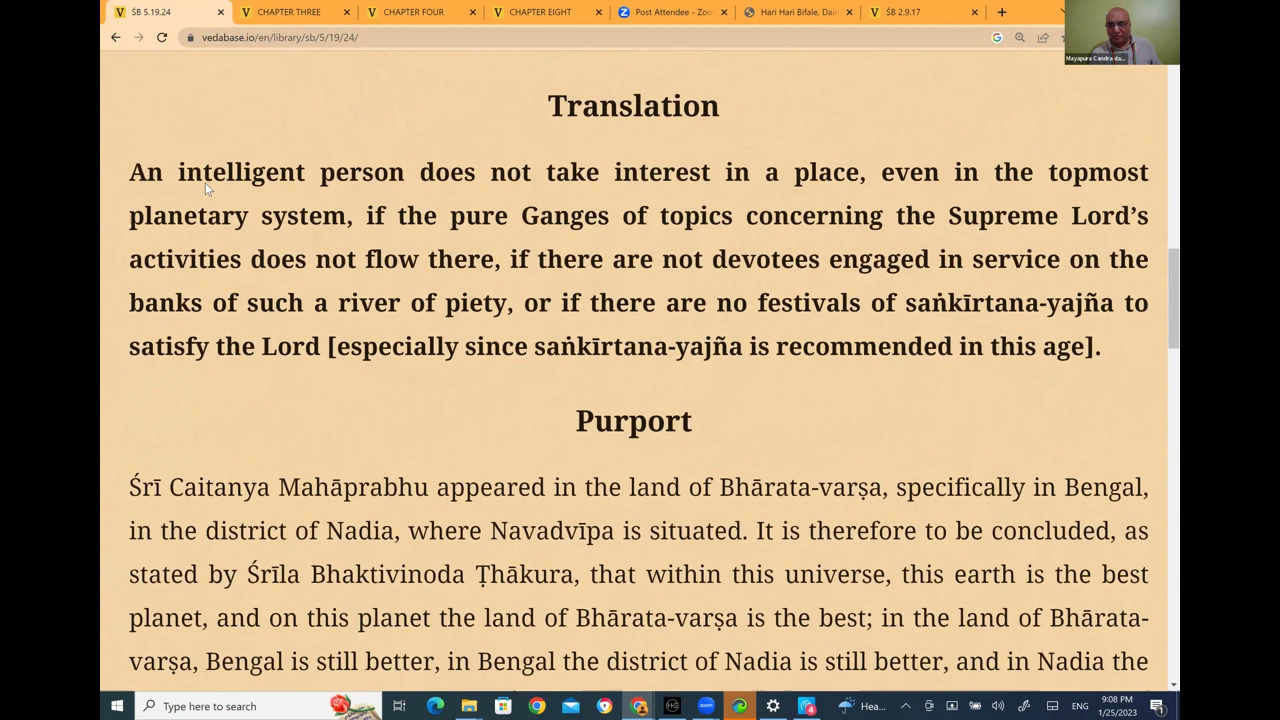 ŚB 5.19.24
CHAPTER THREE
CHAPTER FOUR
CHAPTER EIGHT
Post Attendee - Zoo
Hari Hari Bifale, Dain
ŚB 2.9.17
vedabase.io/en/library/sb/5/19/24/
Mayapura Candra da...
Translation
An intelligent person does not take interest in a place, even in the topmost
planetary system, if the pure Ganges of topics concerning the Supreme Lord’s
activities does not flow there, if there are not devotees engaged in service on the
banks of such a river of piety, or if there are no festivals of saṅkīrtana-yajña to
satisfy the Lord [especially since saṅkīrtana-yajña is recommended in this age].
Purport
Śrī Caitanya Mahāprabhu appeared in the land of Bhārata-varṣa, specifically in Bengal,
in the district of Nadia, where Navadvīpa is situated. It is therefore to be concluded, as
stated by Śrīla Bhaktivinoda Ṭhākura, that within this universe, this earth is the best
planet, and on this planet the land of Bhārata-varṣa is the best; in the land of Bhārata-
varṣa, Bengal is still better, in Bengal the district of Nadia is still better, and in Nadia the
Type here to search
Hea...
ENG
9:08 PM
1/25/2023